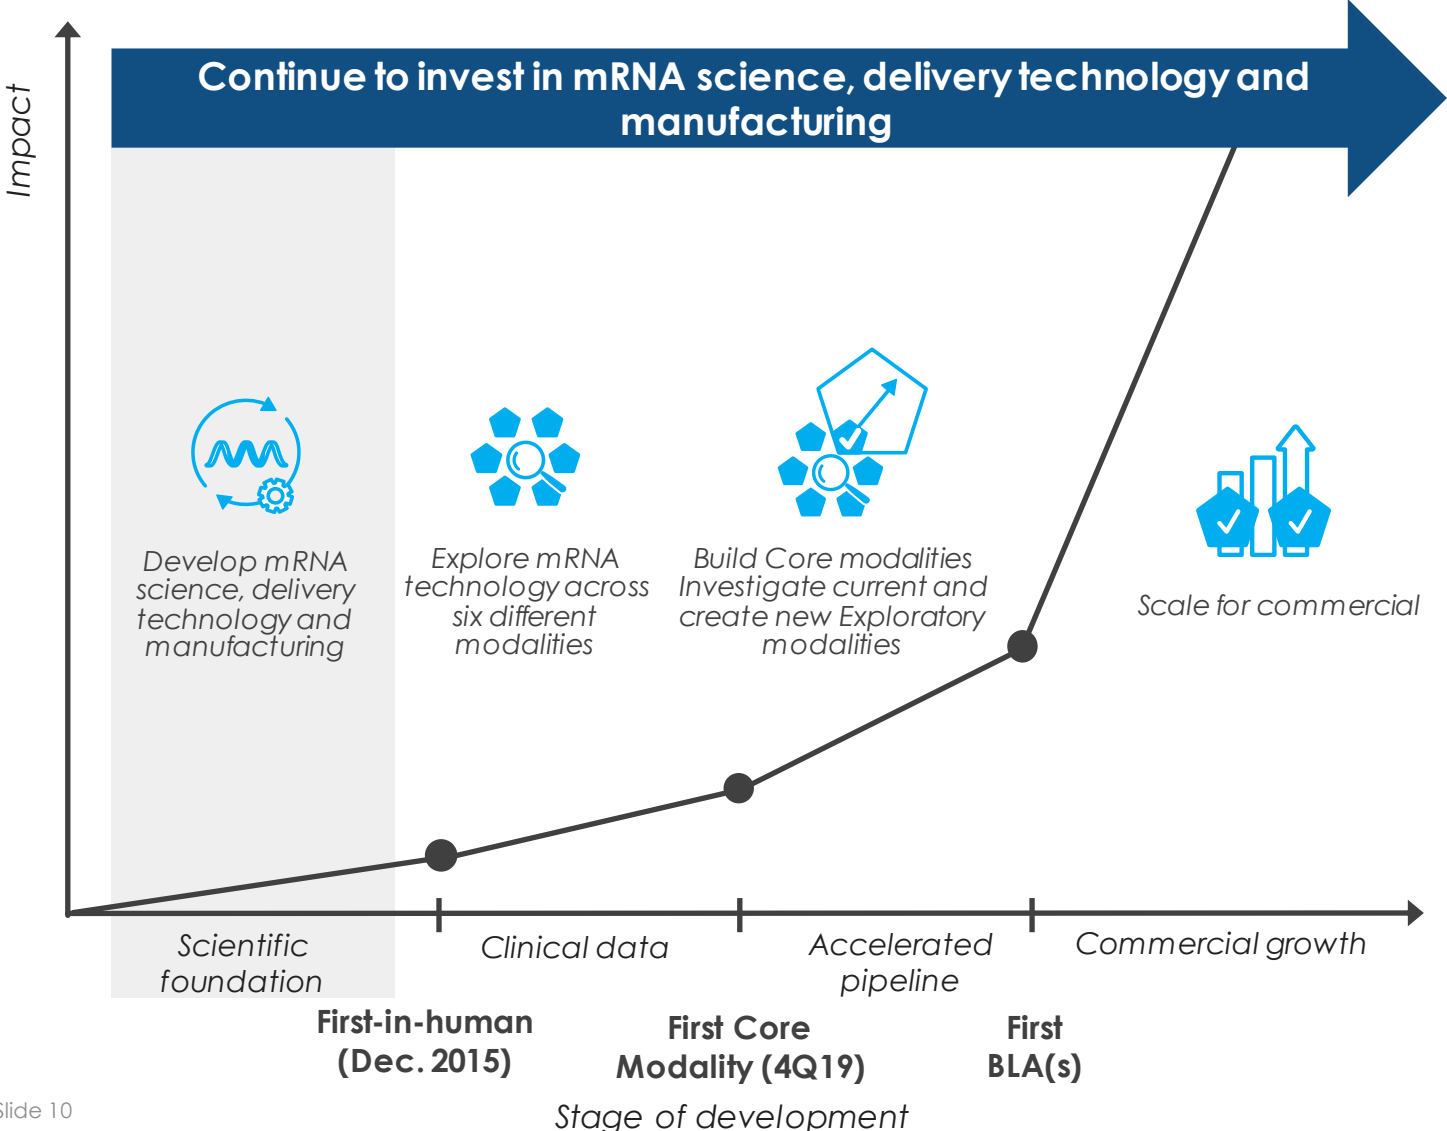 Continue to invest in mRNA science, delivery technology and
manufacturing
Impact
Develop mRNA
science, delivery
technology and
manufacturing
Explore mRNA
technology across
six different
modalities
Build Core modalities
Investigate current and
create new Exploratory
modalities
Scale for commercial
Scientific
foundation
Clinical data
Accelerated
pipeline
Commercial growth
First-in-human
(Dec. 2015)
First Core
Modality (4Q19)
First
BLA(s)
Stage of development
Slide 10